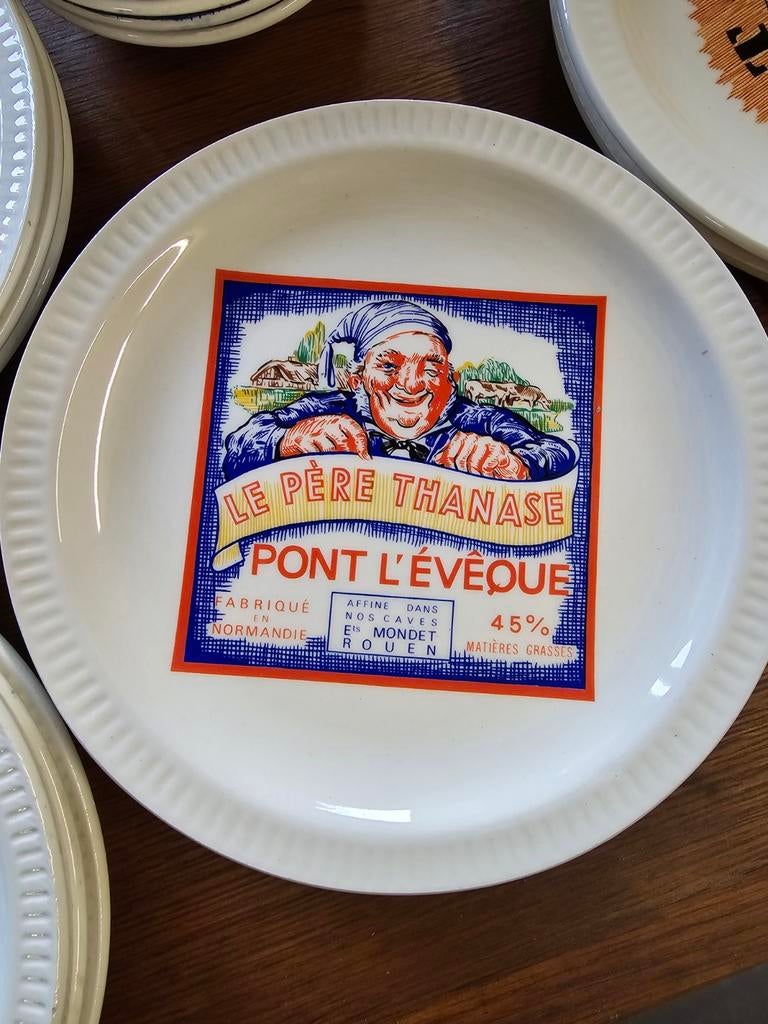 LE PÈRE THANASE
PONT L'ÉVÊQUE
FABRIQUÉ
EN
NORMANDIE
AFFINE DANS
NOS CAVES
Ets MONDET
ROUEN
45%
MATIÈRES GRASSES